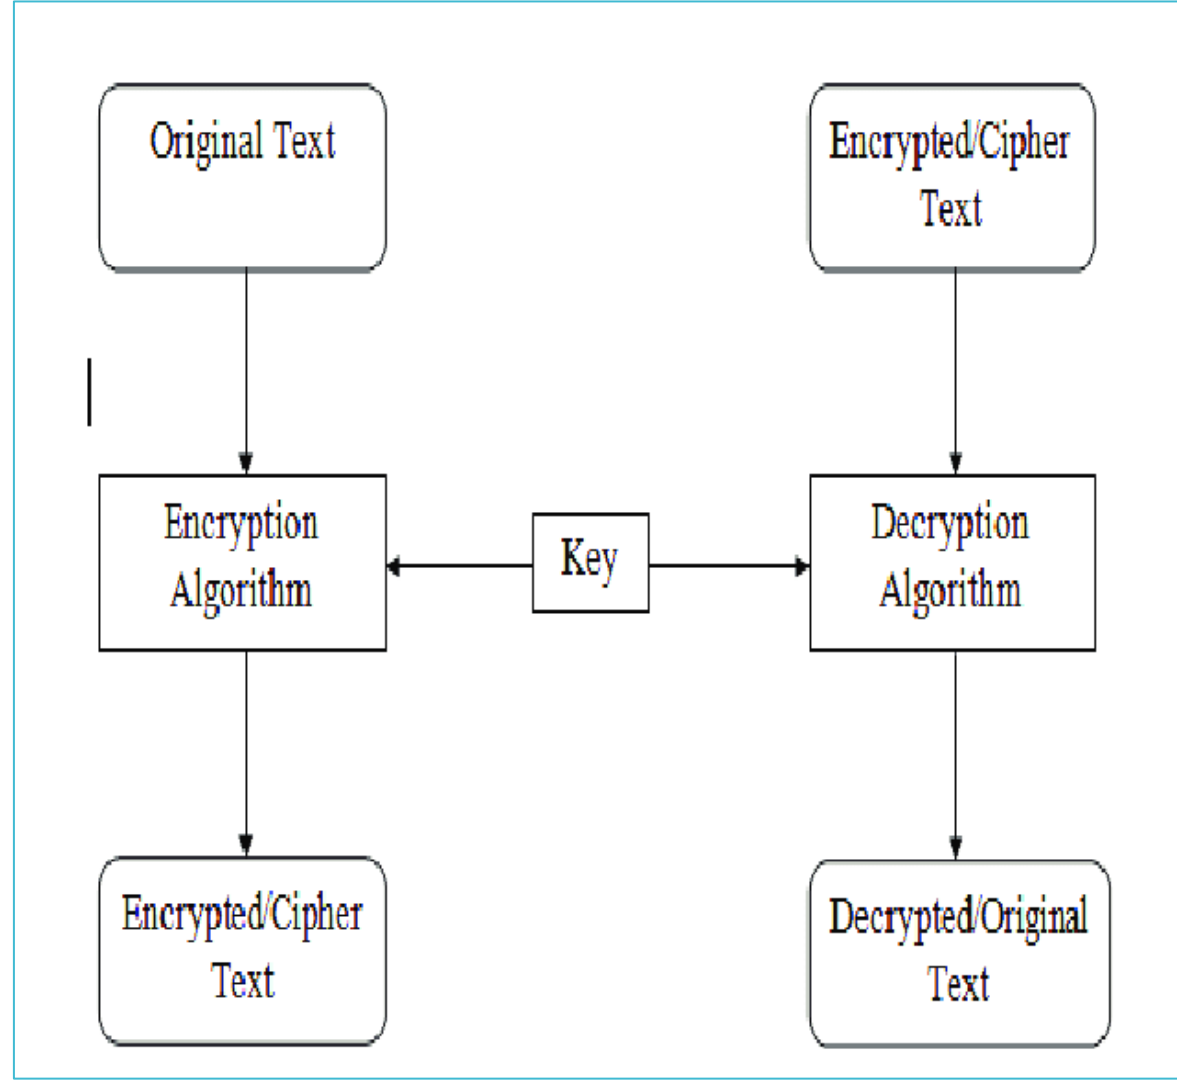 Original Text
Encrypted/Cipher
Text
Encryption
Algorithm
Key
Decryption
Algorithm
Encrypted/Cipher
Text
Decrypted/Original
Text